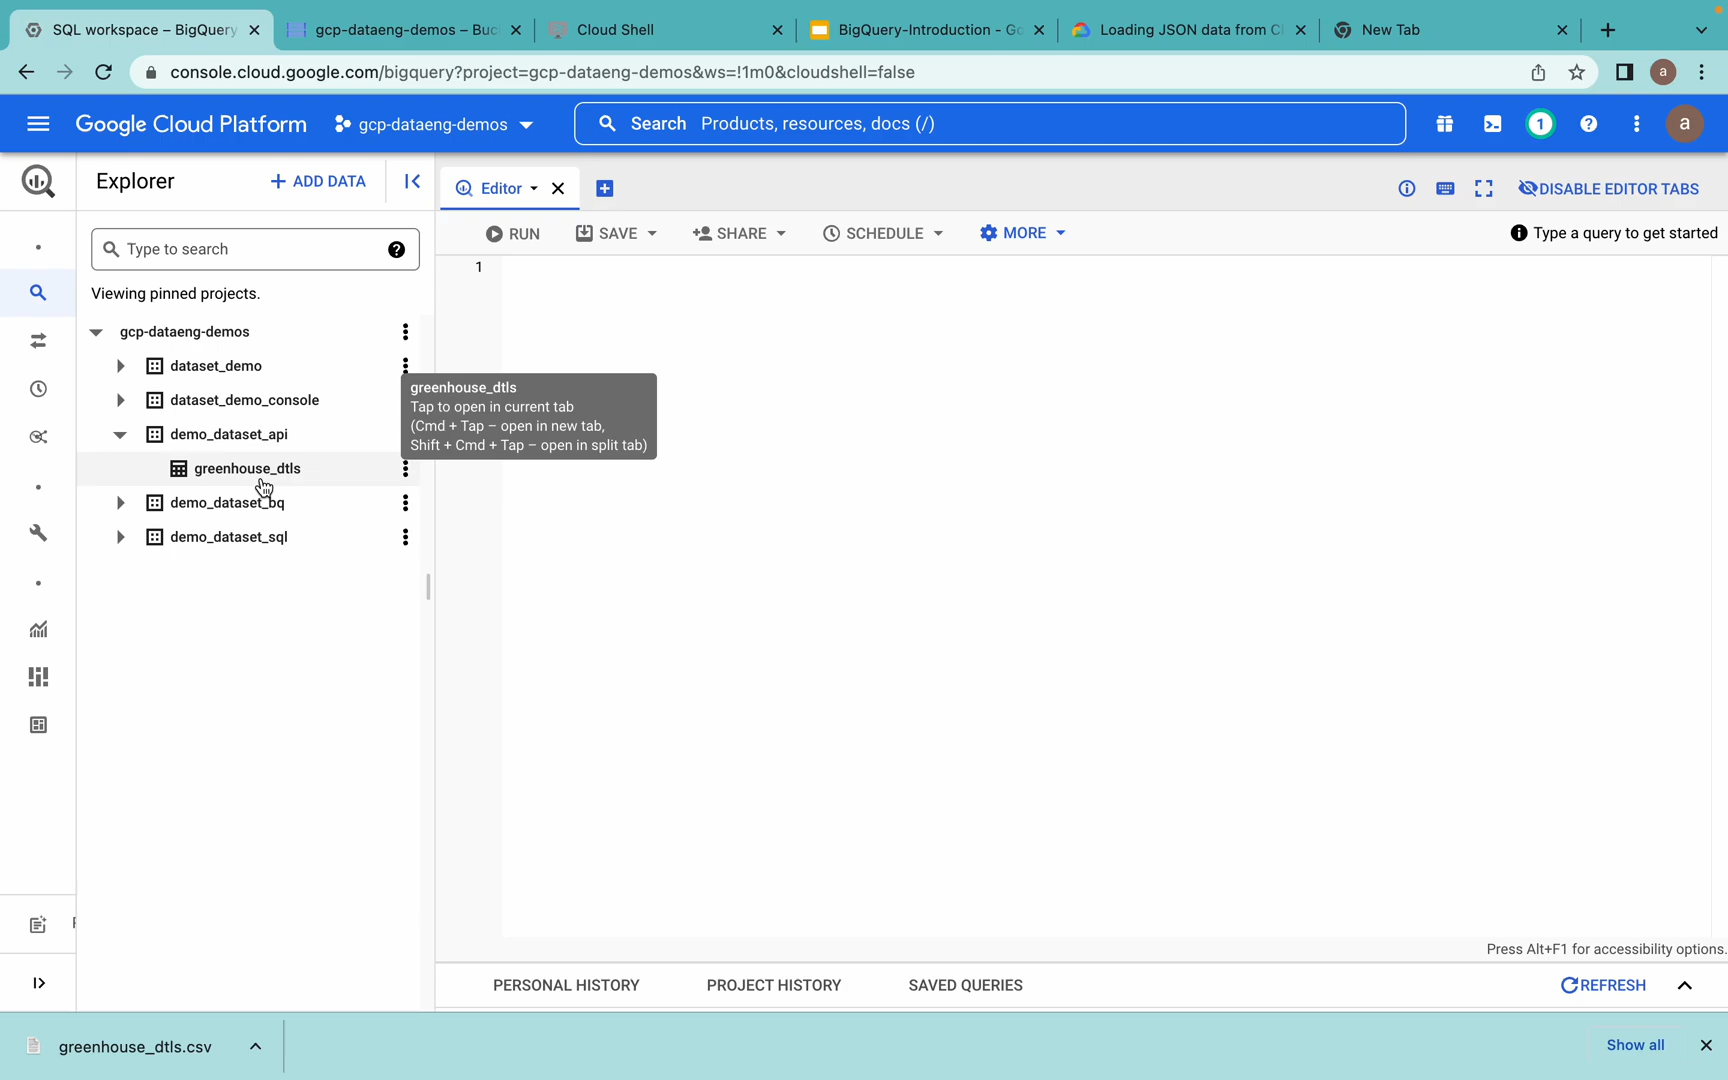 SQL workspace – BigQuery
gcp-dataeng-demos – Buc
Cloud Shell
BigQuery-Introduction - Go
Loading JSON data from Cl
New Tab
console.cloud.google.com/bigquery?project=gcp-dataeng-demos&ws=!1m0&cloudshell=false
a
Google Cloud Platform
gcp-dataeng-demos
Search Products, resources, docs (/)
1
a
Explorer
+ ADD DATA
Editor
DISABLE EDITOR TABS
RUN
SAVE
SHARE
SCHEDULE
MORE
Type a query to get started
Type to search
1
Viewing pinned projects.
gcp-dataeng-demos
dataset_demo
dataset_demo_console
demo_dataset_api
greenhouse_dtls
demo_dataset_bq
demo_dataset_sql
greenhouse_dtls
Tap to open in current tab
(Cmd + Tap – open in new tab,
Shift + Cmd + Tap – open in split tab)
Press Alt+F1 for accessibility options.
PERSONAL HISTORY
PROJECT HISTORY
SAVED QUERIES
REFRESH
greenhouse_dtls.csv
Show all